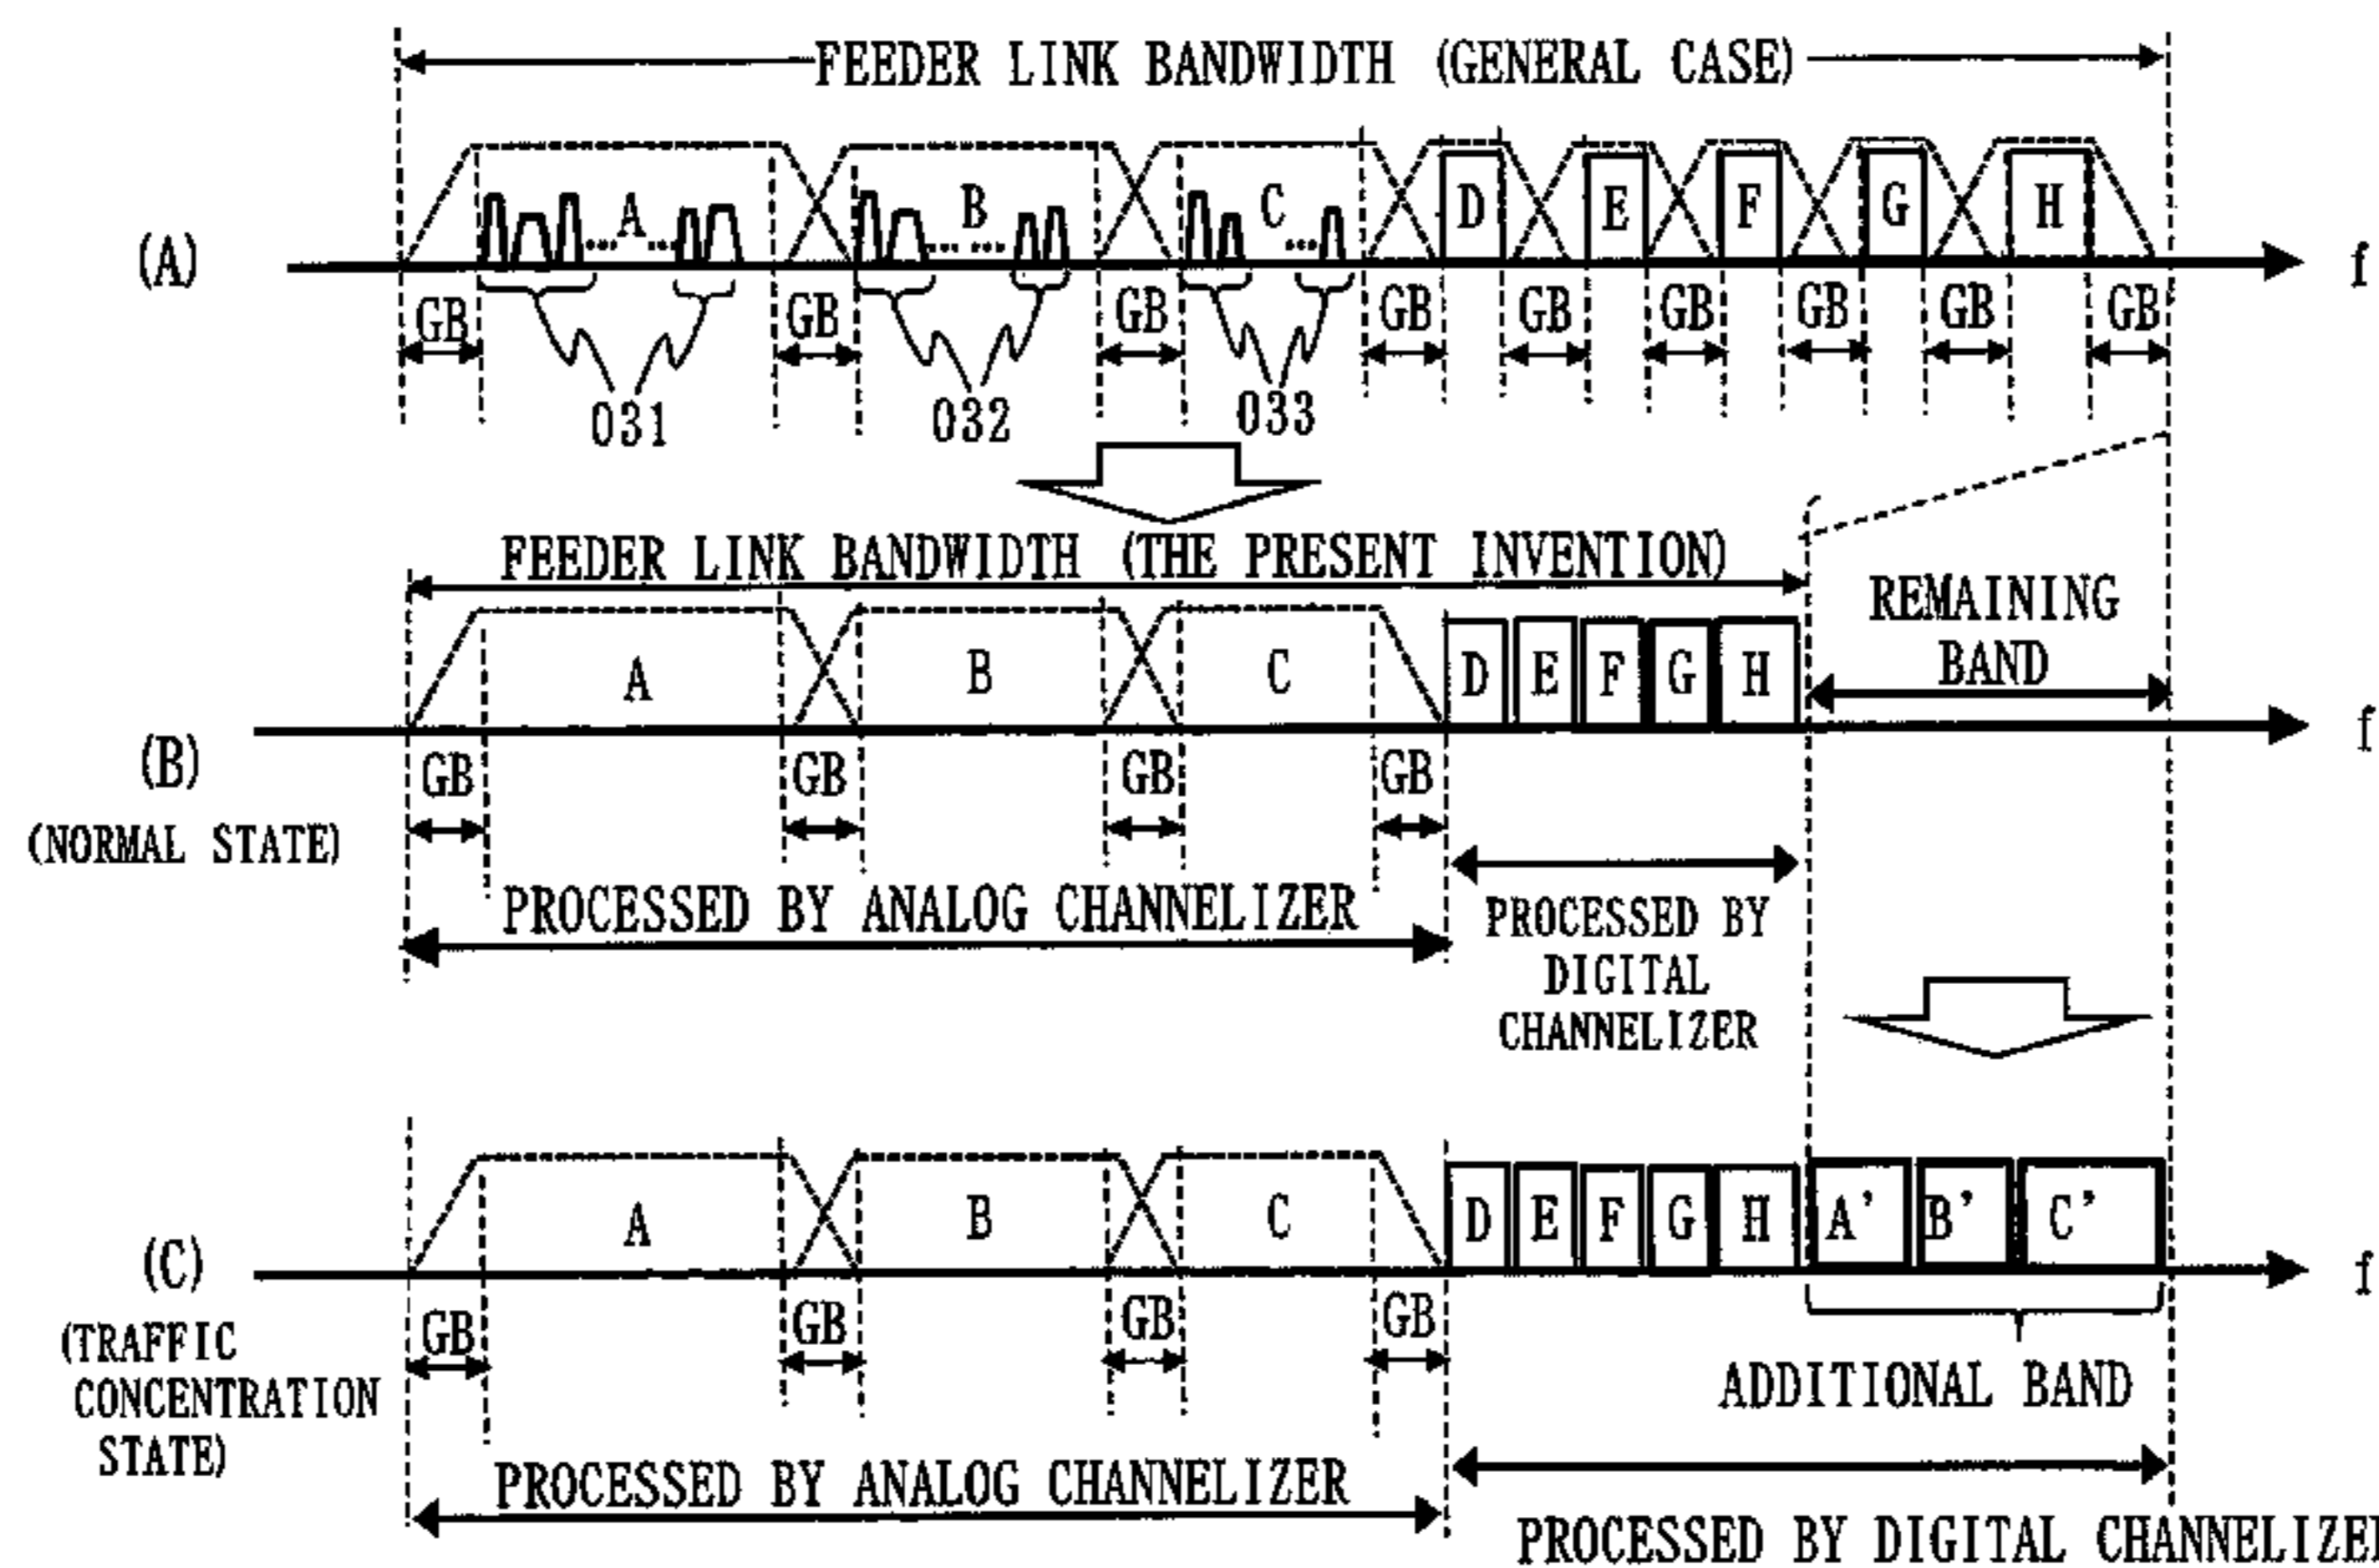 FEEDER LINK BANDWIDTH (GENERAL CASE)
A B C D E F G H
(A) f
GB GB GB GB GB GB GB GB GB
031 032 033
FEEDER LINK BANDWIDTH (THE PRESENT INVENTION)
REMAINING
BAND
A B C D E F G H
(B) f
GB GB GB GB
(NORMAL STATE)
PROCESSED BY ANALOG CHANNELIZER
PROCESSED BY
DIGITAL
CHANNELIZER
A B C D E F G H A' B' C'
(C) f
GB GB GB GB
(TRAFFIC
CONCENTRATION
STATE)
ADDITIONAL BAND
PROCESSED BY ANALOG CHANNELIZER
PROCESSED BY DIGITAL CHANNELIZER